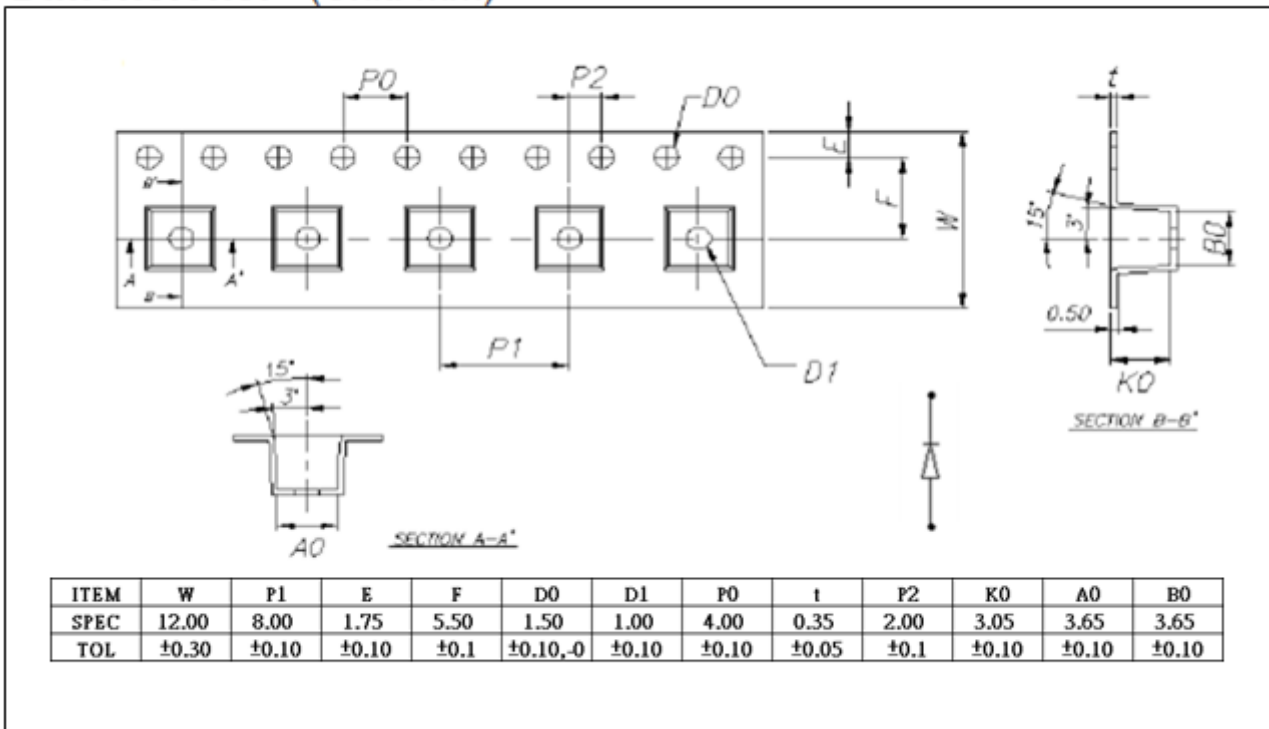 P0
P2
D0
t
E
F
W
B'
A
A'
B
P1
D1
15°
3°
B0
0.50
K0
SECTION B-B'
15°
3°
A0
SECTION A-A'
ITEM W P1 E F D0 D1 P0 t P2 K0 A0 B0
SPEC 12.00 8.00 1.75 5.50 1.50 1.00 4.00 0.35 2.00 3.05 3.65 3.65
TOL ±0.30 ±0.10 ±0.10 ±0.1 ±0.10,-0 ±0.10 ±0.10 ±0.05 ±0.1 ±0.10 ±0.10 ±0.10